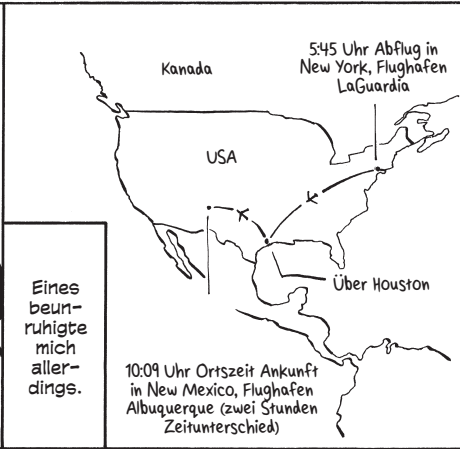 5:45 Uhr Abflug in
New York, Flughafen
LaGuardia
Kanada
USA
Über Houston
10:09 Uhr Ortszeit Ankunft
in New Mexico, Flughafen
Albuquerque (zwei Stunden
Zeitunterschied)
Eines
beun-
ruhigte
mich
aller-
dings.